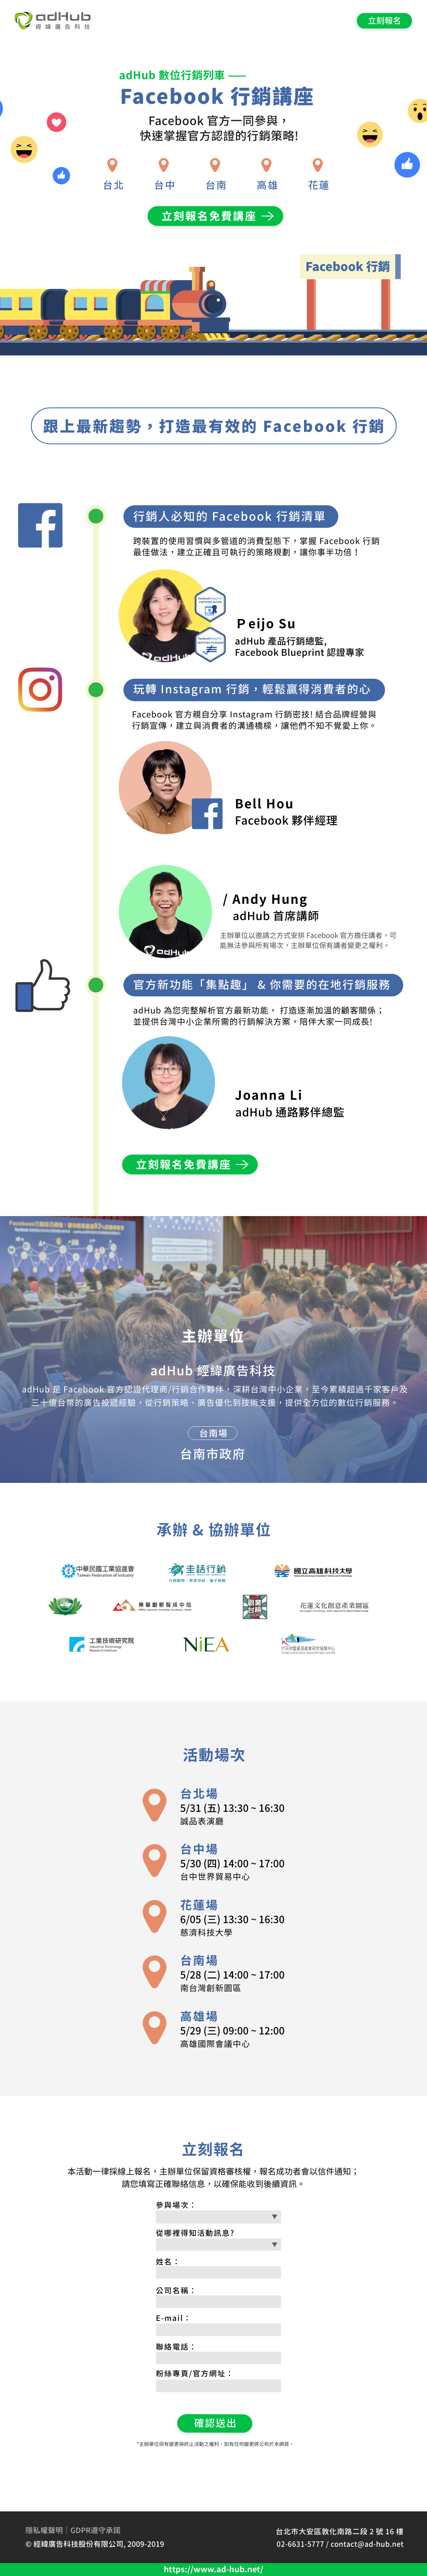 adHub
經緯廣告科技
立刻報名
adHub 數位行銷列車 ——
Facebook 行銷講座
Facebook 官方一同參與，
快速掌握官方認證的行銷策略!
台北 台中 台南 高雄 花蓮
立刻報名免費講座
Facebook 行銷
跟上最新趨勢，打造最有效的 Facebook 行銷
行銷人必知的 Facebook 行銷清單
跨裝置的使用習慣與多管道的消費型態下，掌握 Facebook 行銷
最佳做法，建立正確且可執行的策略規劃，讓你事半功倍！
Peijo Su
adHub 產品行銷總監,
Facebook Blueprint 認證專家
玩轉 Instagram 行銷，輕鬆贏得消費者的心
Facebook 官方親自分享 Instagram 行銷密技! 結合品牌經營與
行銷宣傳，建立與消費者的溝通橋樑，讓他們不知不覺愛上你。
Bell Hou
Facebook 夥伴經理
/ Andy Hung
adHub 首席講師
主辦單位以邀請之方式安排 Facebook 官方擔任講者，可
能無法參與所有場次，主辦單位保有講者變更之權利。
adHub
官方新功能「集點趣」 & 你需要的在地行銷服務
adHub 為您完整解析官方最新功能， 打造逐漸加溫的顧客關係；
並提供台灣中小企業所需的行銷解決方案，陪伴大家一同成長!
Joanna Li
adHub 通路夥伴總監
立刻報名免費講座
主辦單位
adHub 經緯廣告科技
adHub 是 Facebook 官方認證代理商/行銷合作夥伴，深耕台灣中小企業，至今累積超過千家客戶及
三十億台幣的廣告投遞經驗，從行銷策略、廣告優化到技術支援，提供全方位的數位行銷服務。
台南場
台南市政府
承辦 & 協辦單位
中華民國工業協進會
Taiwan Federation of Industry
圭話行銷
國立高雄科技大學
東華創新育成中心
花蓮文化創意產業園區
工業技術研究院
Industrial Technology
Research Institute
NiEA
活動場次
台北場
5/31 (五) 13:30 ~ 16:30
誠品表演廳
台中場
5/30 (四) 14:00 ~ 17:00
台中世界貿易中心
花蓮場
6/05 (三) 13:30 ~ 16:30
慈濟科技大學
台南場
5/28 (二) 14:00 ~ 17:00
南台灣創新園區
高雄場
5/29 (三) 09:00 ~ 12:00
高雄國際會議中心
立刻報名
本活動一律採線上報名，主辦單位保留資格審核權，報名成功者會以信件通知；
請您填寫正確聯絡信息，以確保能收到後續資訊。
參與場次：
從哪裡得知活動訊息?
姓名：
公司名稱：
E-mail：
聯絡電話：
粉絲專頁/官方網址：
確認送出
*主辦單位保有變更與終止活動之權利，如有任何變更將公布於本網頁。
隱私權聲明｜GDPR遵守承諾
© 經緯廣告科技股份有限公司, 2009-2019
台北市大安區敦化南路二段 2 號 16 樓
02-6631-5777 / contact@ad-hub.net
https://www.ad-hub.net/